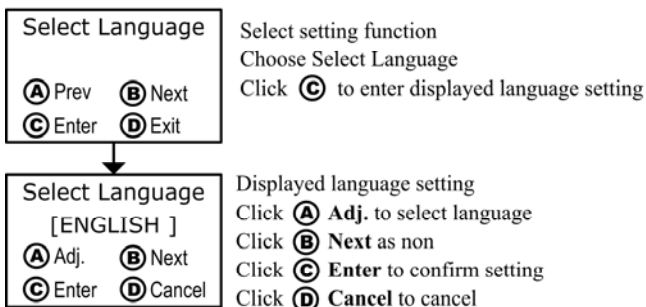 Select Language
Ⓐ Prev Ⓑ Next
Ⓒ Enter Ⓓ Exit
Select setting function
Choose Select Language
Click Ⓒ to enter displayed language setting
Select Language
[ENGLISH ]
Ⓐ Adj. Ⓑ Next
Ⓒ Enter Ⓓ Cancel
Displayed language setting
Click Ⓐ Adj. to select language
Click Ⓑ Next as non
Click Ⓒ Enter to confirm setting
Click Ⓓ Cancel to cancel